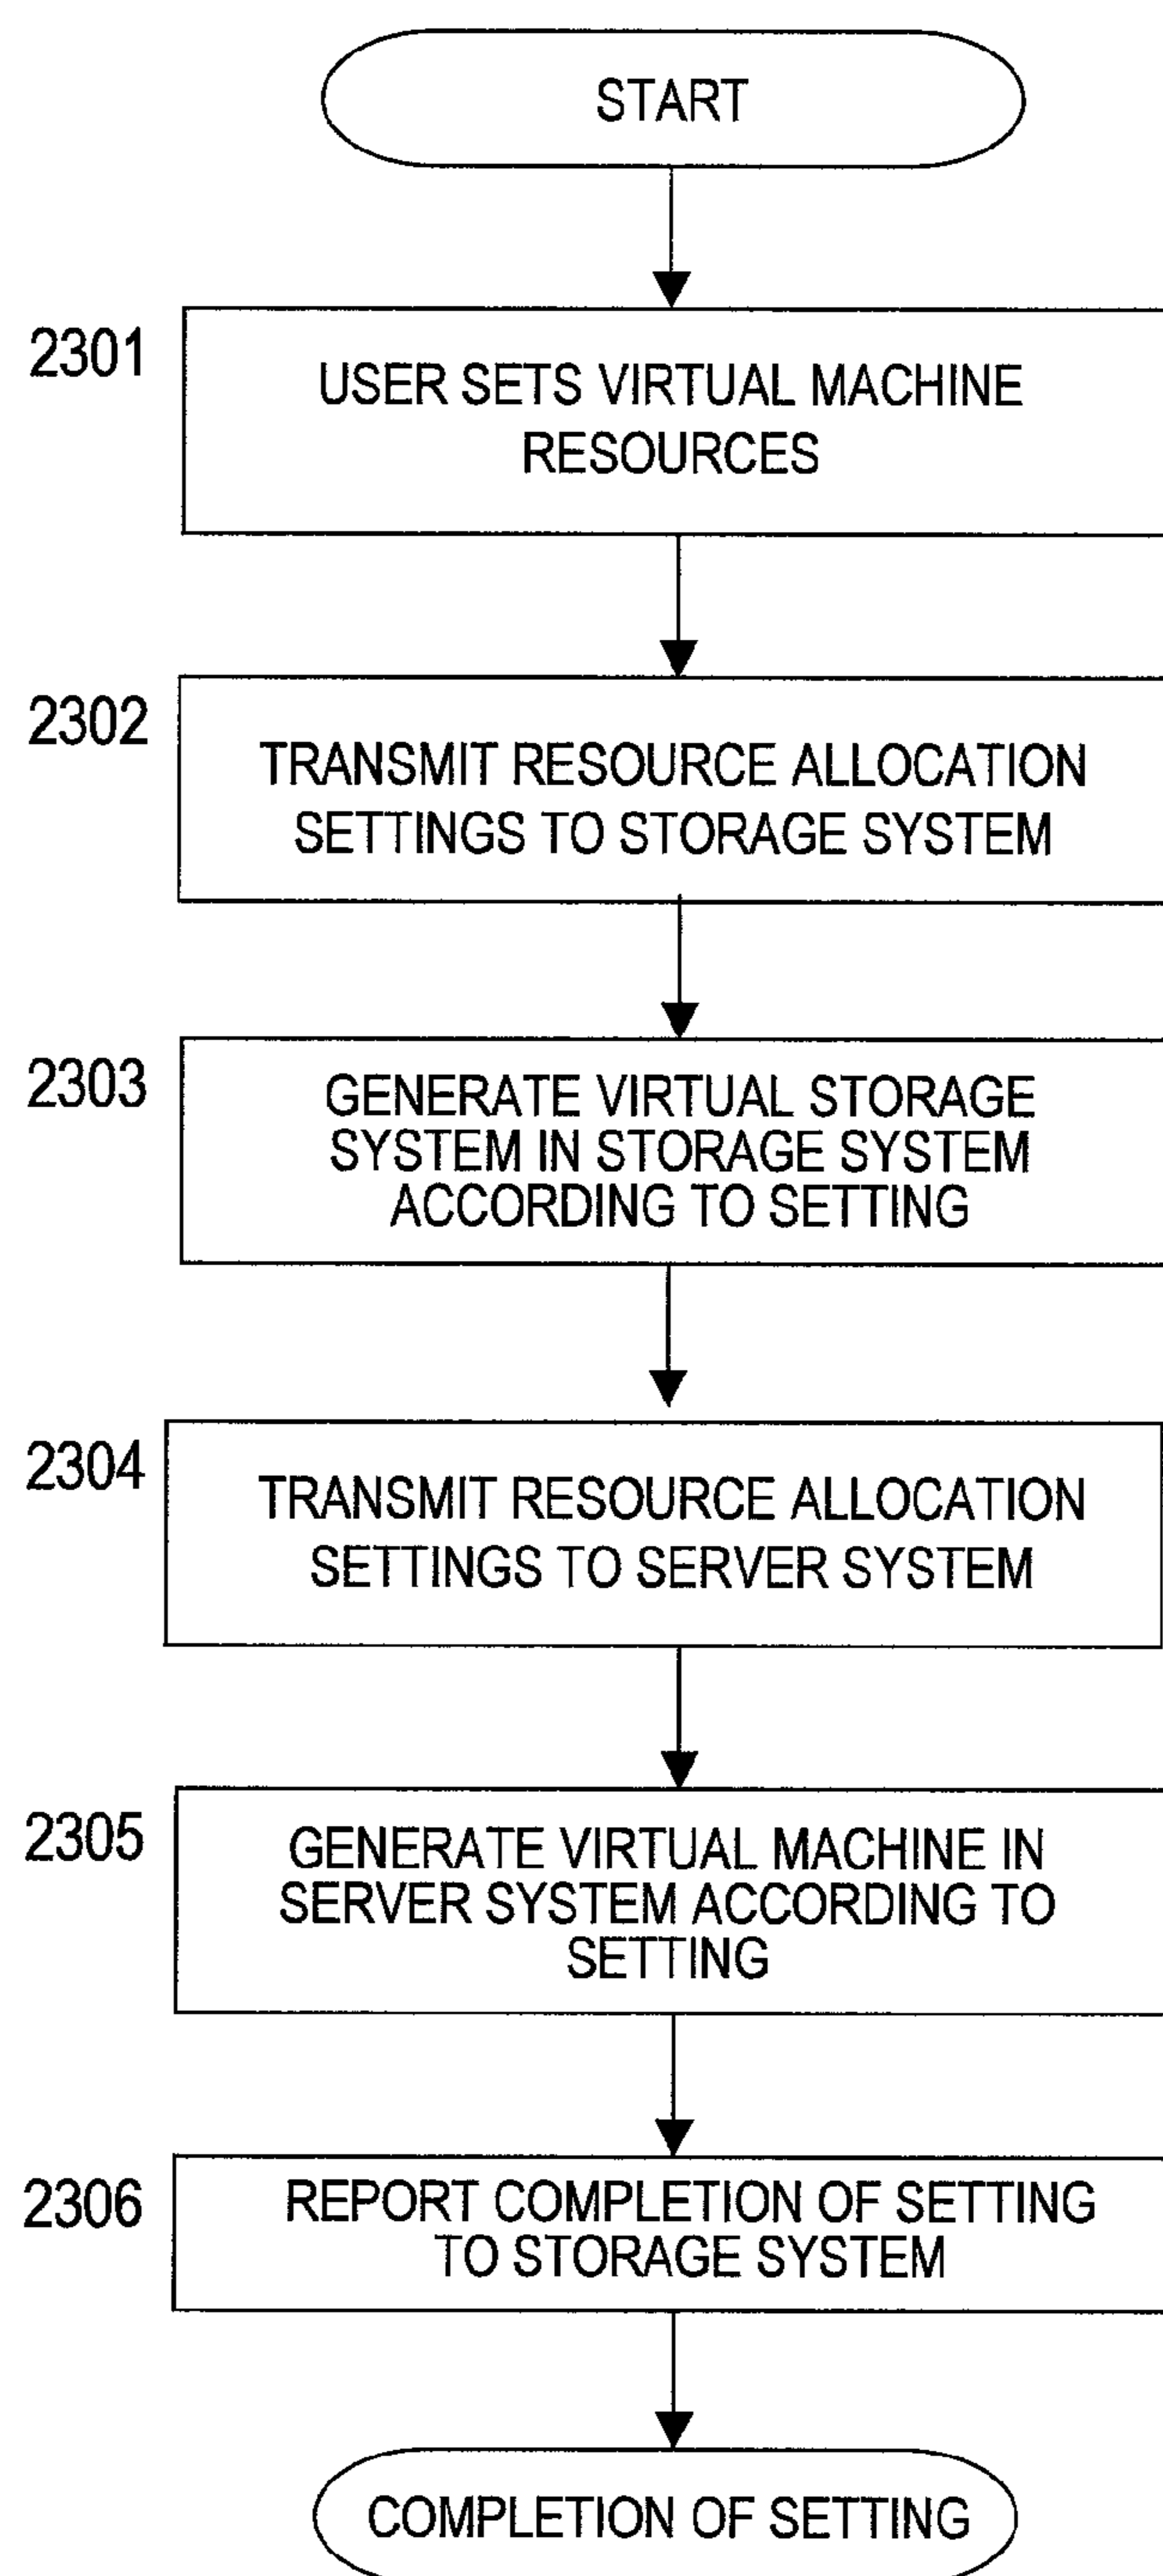 START
2301
USER SETS VIRTUAL MACHINE
RESOURCES
2302
TRANSMIT RESOURCE ALLOCATION
SETTINGS TO STORAGE SYSTEM
2303
GENERATE VIRTUAL STORAGE
SYSTEM IN STORAGE SYSTEM
ACCORDING TO SETTING
2304
TRANSMIT RESOURCE ALLOCATION
SETTINGS TO SERVER SYSTEM
2305
GENERATE VIRTUAL MACHINE IN
SERVER SYSTEM ACCORDING TO
SETTING
2306
REPORT COMPLETION OF SETTING
TO STORAGE SYSTEM
COMPLETION OF SETTING